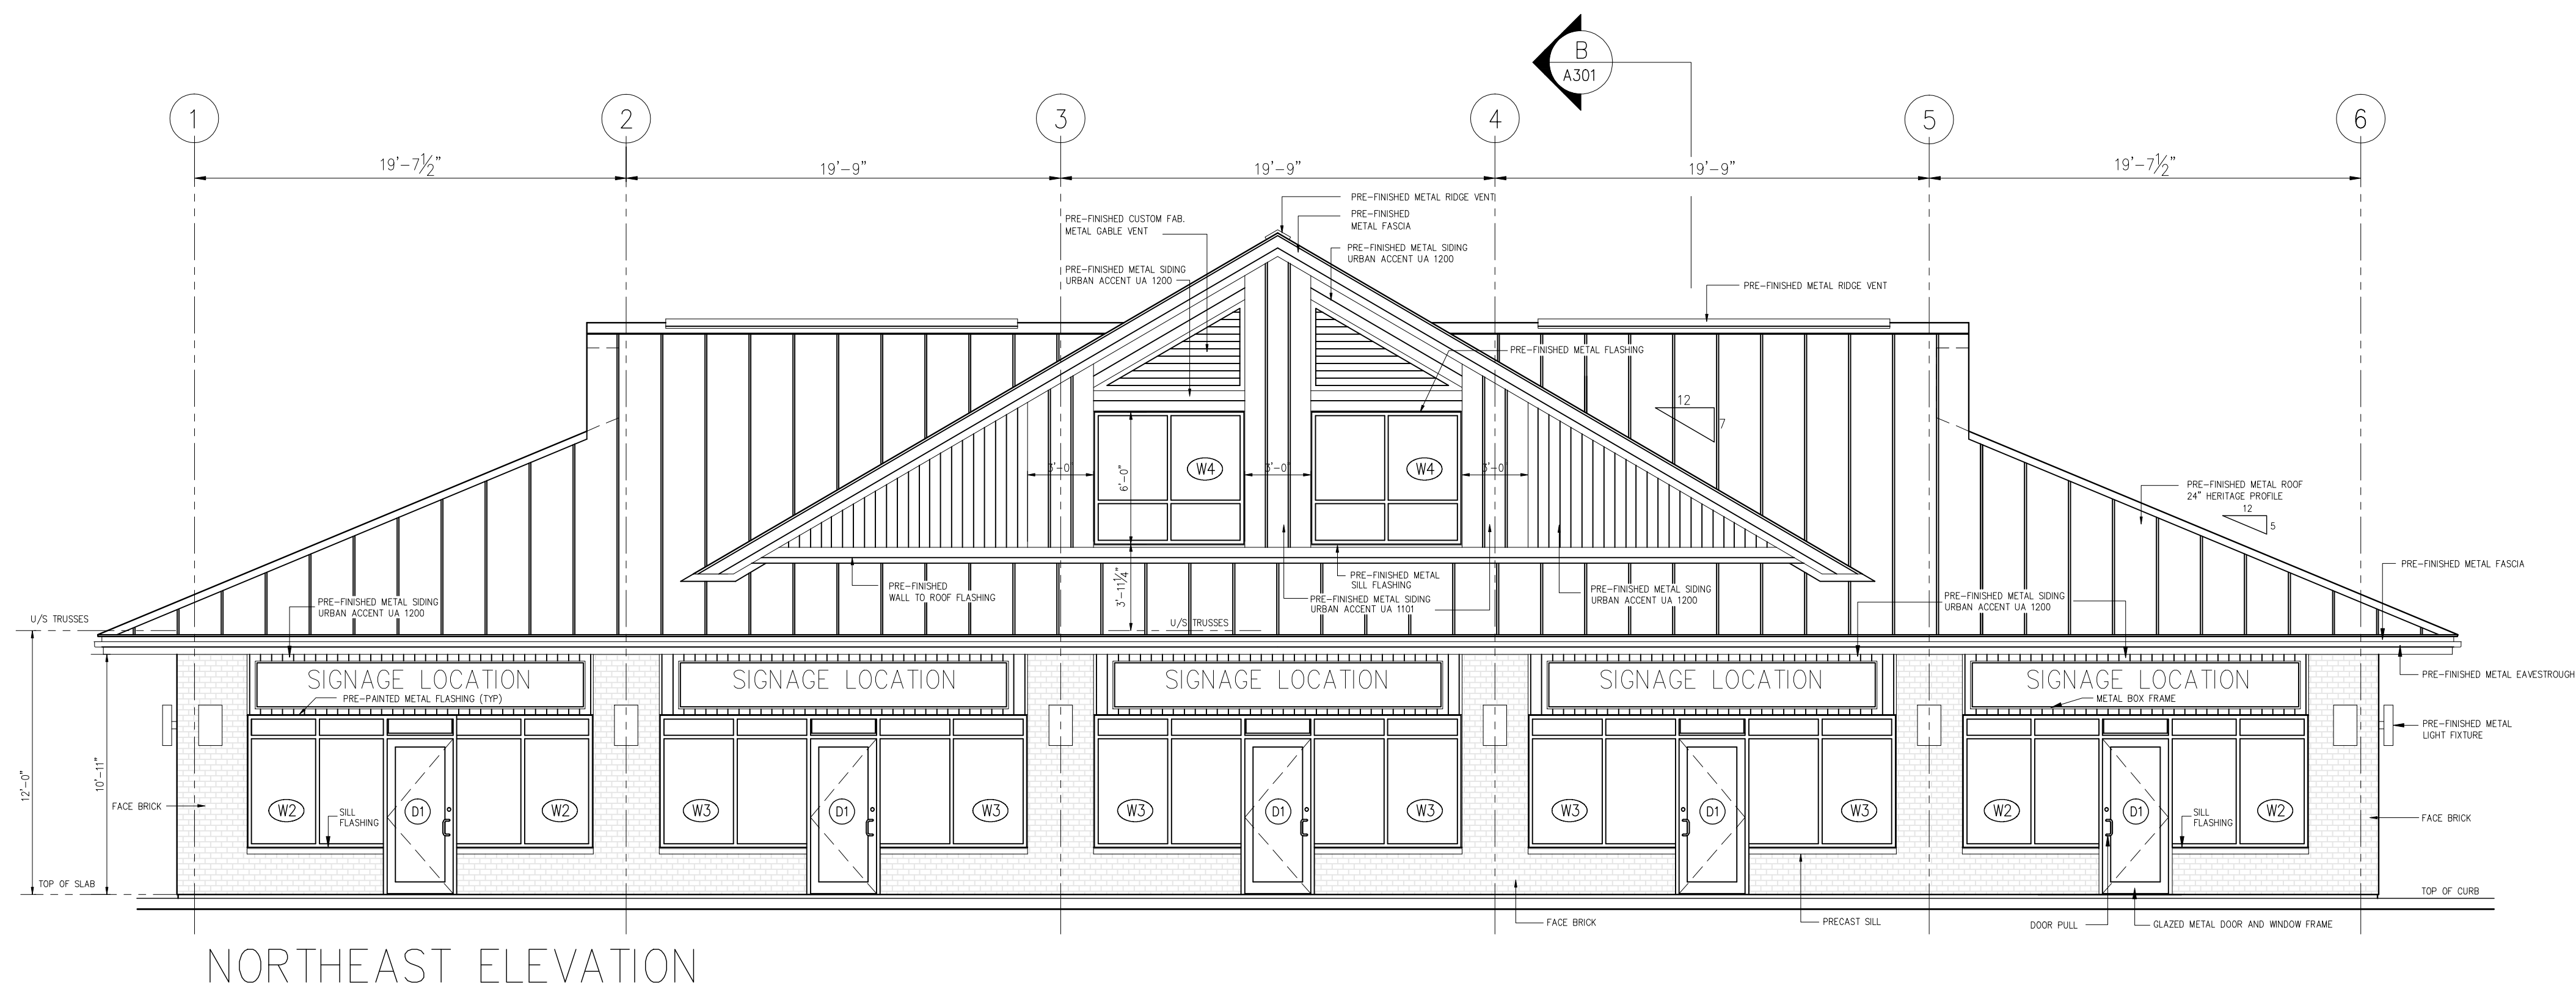 B
A301
1
2
3
4
5
6
19'-7½"
19'-9"
19'-9"
19'-9"
19'-7½"
PRE-FINISHED METAL RIDGE VENT
PRE-FINISHED
METAL FASCIA
PRE-FINISHED CUSTOM FAB.
METAL GABLE VENT
PRE-FINISHED METAL SIDING
URBAN ACCENT UA 1200
PRE-FINISHED METAL SIDING
URBAN ACCENT UA 1200
PRE-FINISHED METAL RIDGE VENT
PRE-FINISHED METAL FLASHING
12
7
3'-0"
6'-0"
W4
3'-0"
W4
3'-0"
PRE-FINISHED METAL ROOF
24" HERITAGE PROFILE
12
5
PRE-FINISHED METAL FASCIA
3'-11¼"
PRE-FINISHED
WALL TO ROOF FLASHING
PRE-FINISHED METAL
SILL FLASHING
PRE-FINISHED METAL SIDING
URBAN ACCENT UA 1101
PRE-FINISHED METAL SIDING
URBAN ACCENT UA 1200
PRE-FINISHED METAL SIDING
URBAN ACCENT UA 1200
PRE-FINISHED METAL SIDING
URBAN ACCENT UA 1200
U/S TRUSSES
U/S TRUSSES
SIGNAGE LOCATION
SIGNAGE LOCATION
SIGNAGE LOCATION
SIGNAGE LOCATION
SIGNAGE LOCATION
PRE-FINISHED METAL EAVESTROUGH
PRE-PAINTED METAL FLASHING (TYP)
METAL BOX FRAME
PRE-FINISHED METAL
LIGHT FIXTURE
12'-0"
10'-11"
FACE BRICK
W2
SILL
FLASHING
D1
W2
W3
D1
W3
W3
D1
W3
W3
D1
W3
W2
D1
SILL
FLASHING
W2
FACE BRICK
TOP OF SLAB
TOP OF CURB
FACE BRICK
PRECAST SILL
DOOR PULL
GLAZED METAL DOOR AND WINDOW FRAME
NORTHEAST ELEVATION